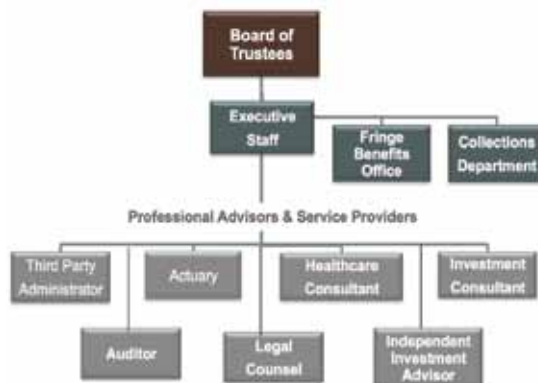 Board of
Trustees
Executive
Staff
Fringe
Benefits
Office
Collections
Department
Professional Advisors & Service Providers
Third Party
Administrator
Actuary
Healthcare
Consultant
Investment
Consultant
Auditor
Legal
Counsel
Independent
Investment
Advisor